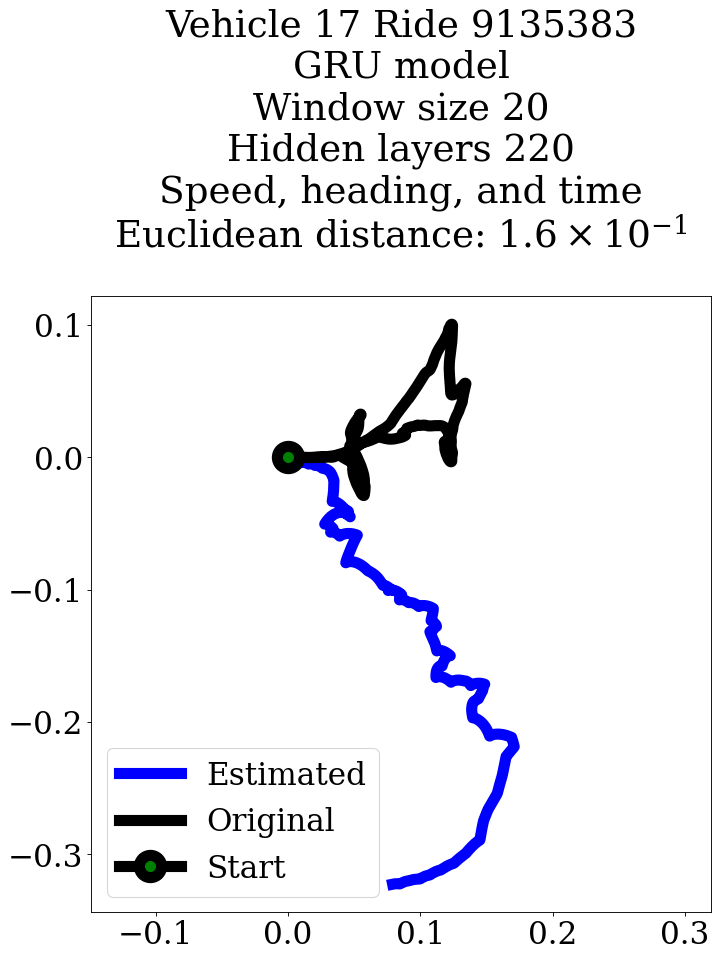 Vehicle 17 Ride 9135383
GRU model
Window size 20
Hidden layers 220
Speed, heading, and time
Euclidean distance: 1.6 × 10⁻¹
0.1
0.0
−0.1
−0.2
−0.3
Estimated
Original
Start
−0.1 0.0 0.1 0.2 0.3